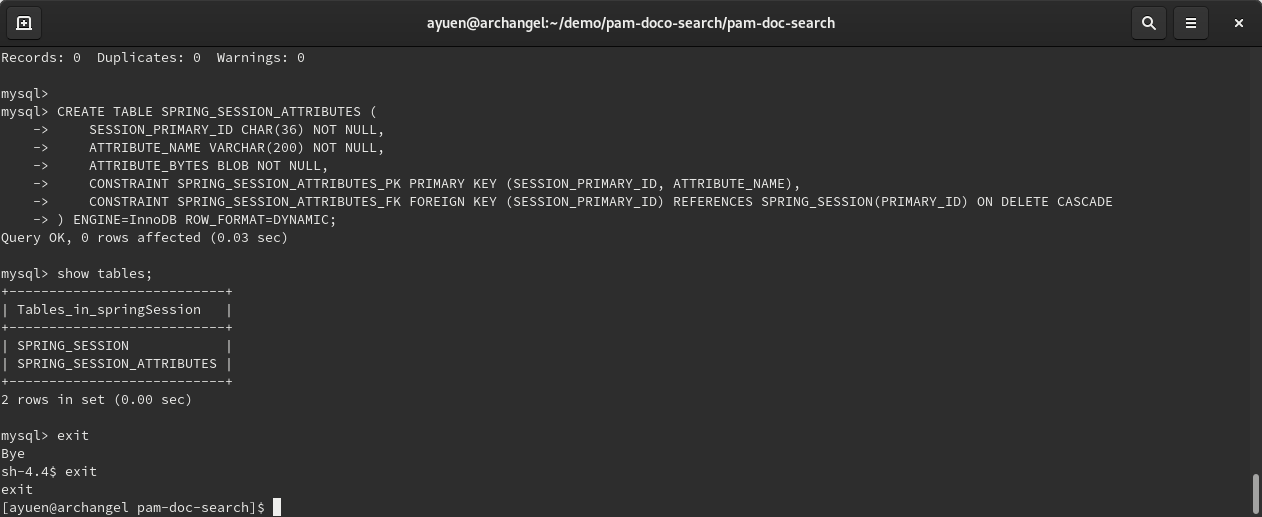 ayuen@archangel:~/demo/pam-doco-search/pam-doc-search
Records: 0  Duplicates: 0  Warnings: 0
mysql>
mysql> CREATE TABLE SPRING_SESSION_ATTRIBUTES (
    ->     SESSION_PRIMARY_ID CHAR(36) NOT NULL,
    ->     ATTRIBUTE_NAME VARCHAR(200) NOT NULL,
    ->     ATTRIBUTE_BYTES BLOB NOT NULL,
    ->     CONSTRAINT SPRING_SESSION_ATTRIBUTES_PK PRIMARY KEY (SESSION_PRIMARY_ID, ATTRIBUTE_NAME),
    ->     CONSTRAINT SPRING_SESSION_ATTRIBUTES_FK FOREIGN KEY (SESSION_PRIMARY_ID) REFERENCES SPRING_SESSION(PRIMARY_ID) ON DELETE CASCADE
    -> ) ENGINE=InnoDB ROW_FORMAT=DYNAMIC;
Query OK, 0 rows affected (0.03 sec)
mysql> show tables;
+---------------------------+
| Tables_in_springSession   |
+---------------------------+
| SPRING_SESSION            |
| SPRING_SESSION_ATTRIBUTES |
+---------------------------+
2 rows in set (0.00 sec)
mysql> exit
Bye
sh-4.4$ exit
exit
[ayuen@archangel pam-doc-search]$